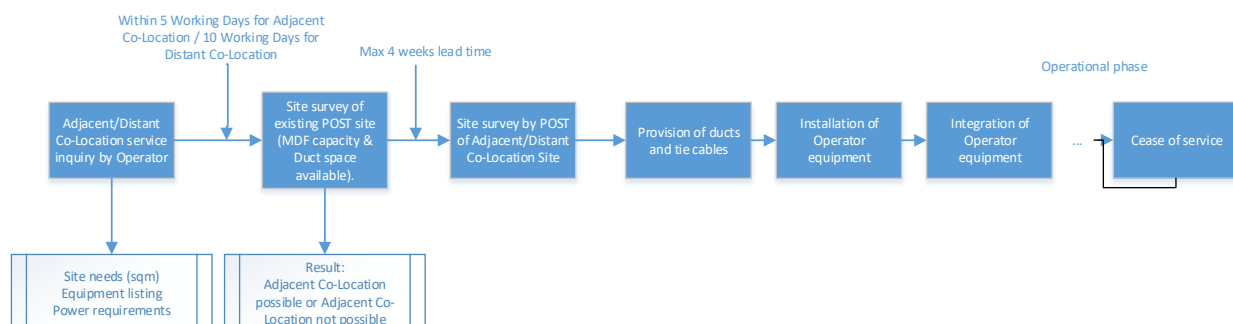 Within 5 Working Days for Adjacent
Co-Location / 10 Working Days for
Distant Co-Location
Max 4 weeks lead time
Operational phase
Adjacent/Distant
Co-Location service
inquiry by Operator
Site survey of
existing POST site
(MDF capacity &
Duct space
available).
Site survey by POST
of Adjacent/Distant
Co-Location Site
Provision of ducts
and tie cables
Installation of
Operator
equipment
Integration of
Operator
equipment
...
Cease of service
Site needs (sqm)
Equipment listing
Power requirements
Result:
Adjacent Co-Location
possible or Adjacent Co-
Location not possible